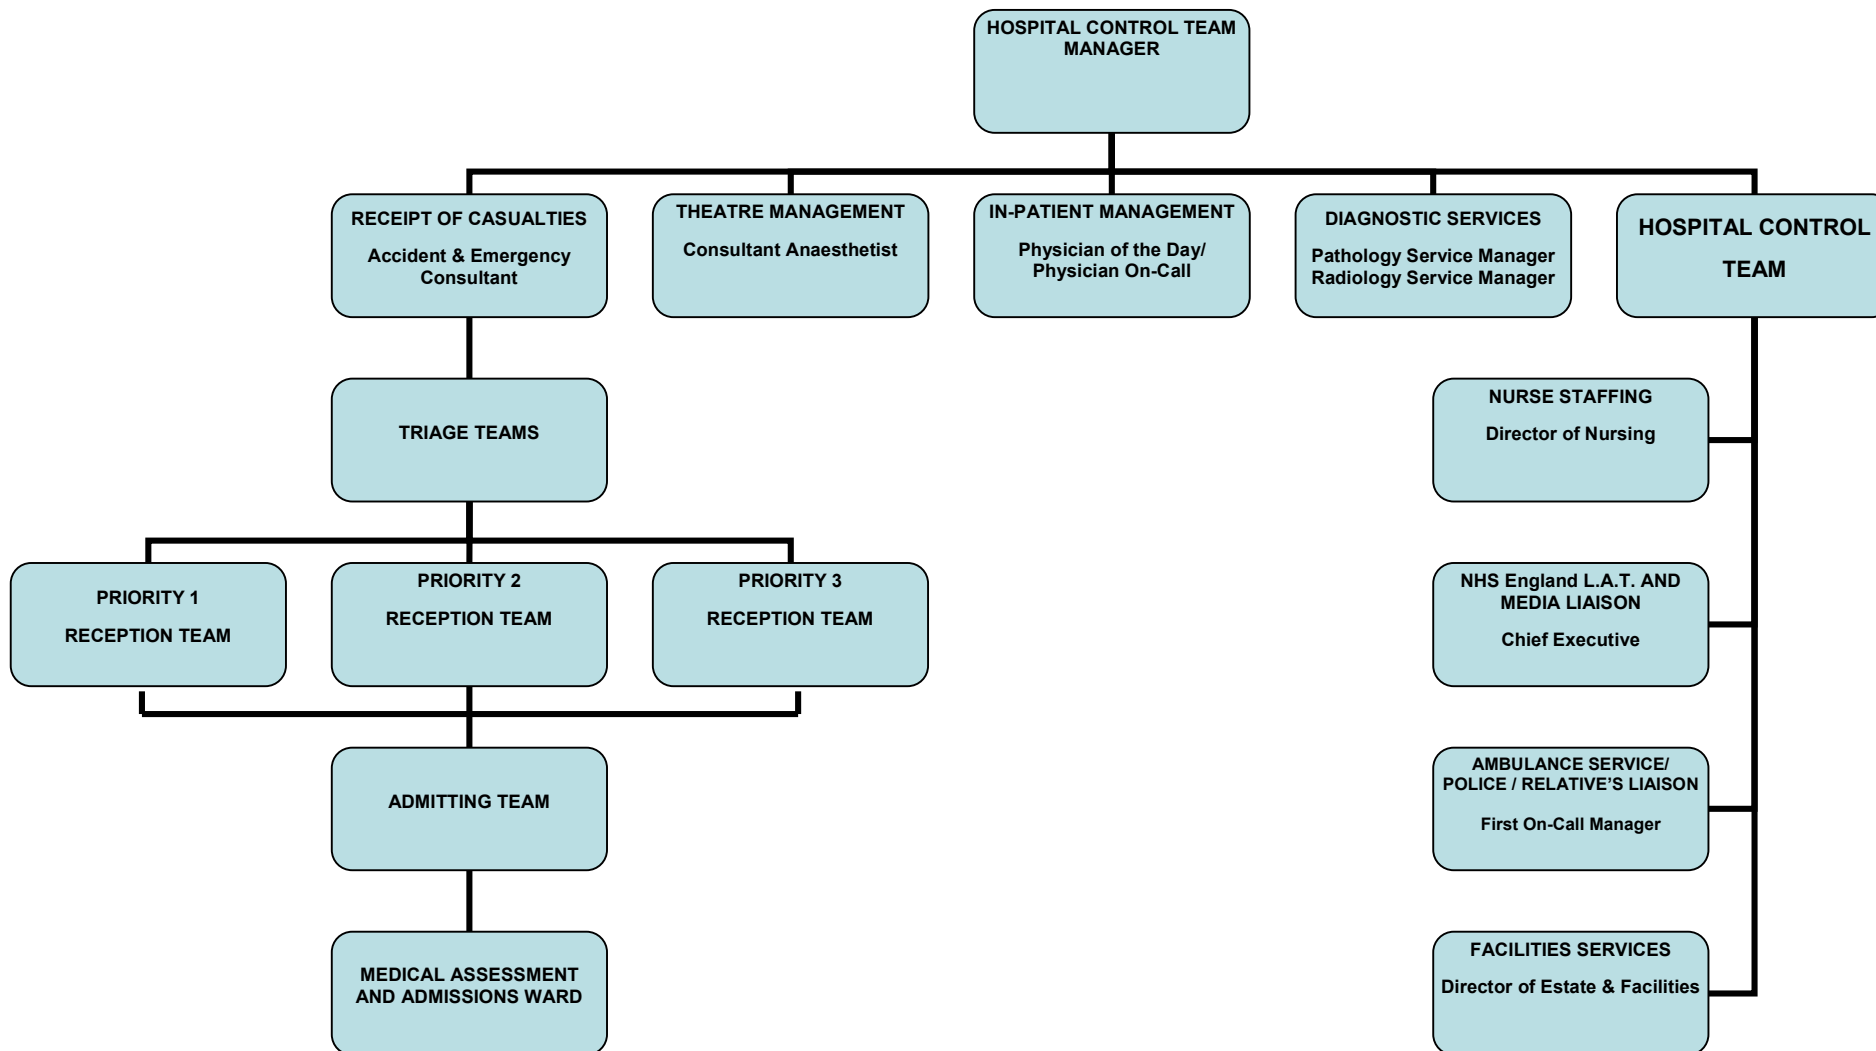 HOSPITAL CONTROL TEAM
MANAGER
RECEIPT OF CASUALTIES
Accident & Emergency
Consultant
THEATRE MANAGEMENT
Consultant Anaesthetist
IN-PATIENT MANAGEMENT
Physician of the Day/
Physician On-Call
DIAGNOSTIC SERVICES
Pathology Service Manager
Radiology Service Manager
HOSPITAL CONTROL
TEAM
TRIAGE TEAMS
NURSE STAFFING
Director of Nursing
PRIORITY 1
RECEPTION TEAM
PRIORITY 2
RECEPTION TEAM
PRIORITY 3
RECEPTION TEAM
NHS England L.A.T. AND
MEDIA LIAISON
Chief Executive
ADMITTING TEAM
AMBULANCE SERVICE/
POLICE / RELATIVE’S LIAISON
First On-Call Manager
MEDICAL ASSESSMENT
AND ADMISSIONS WARD
FACILITIES SERVICES
Director of Estate & Facilities